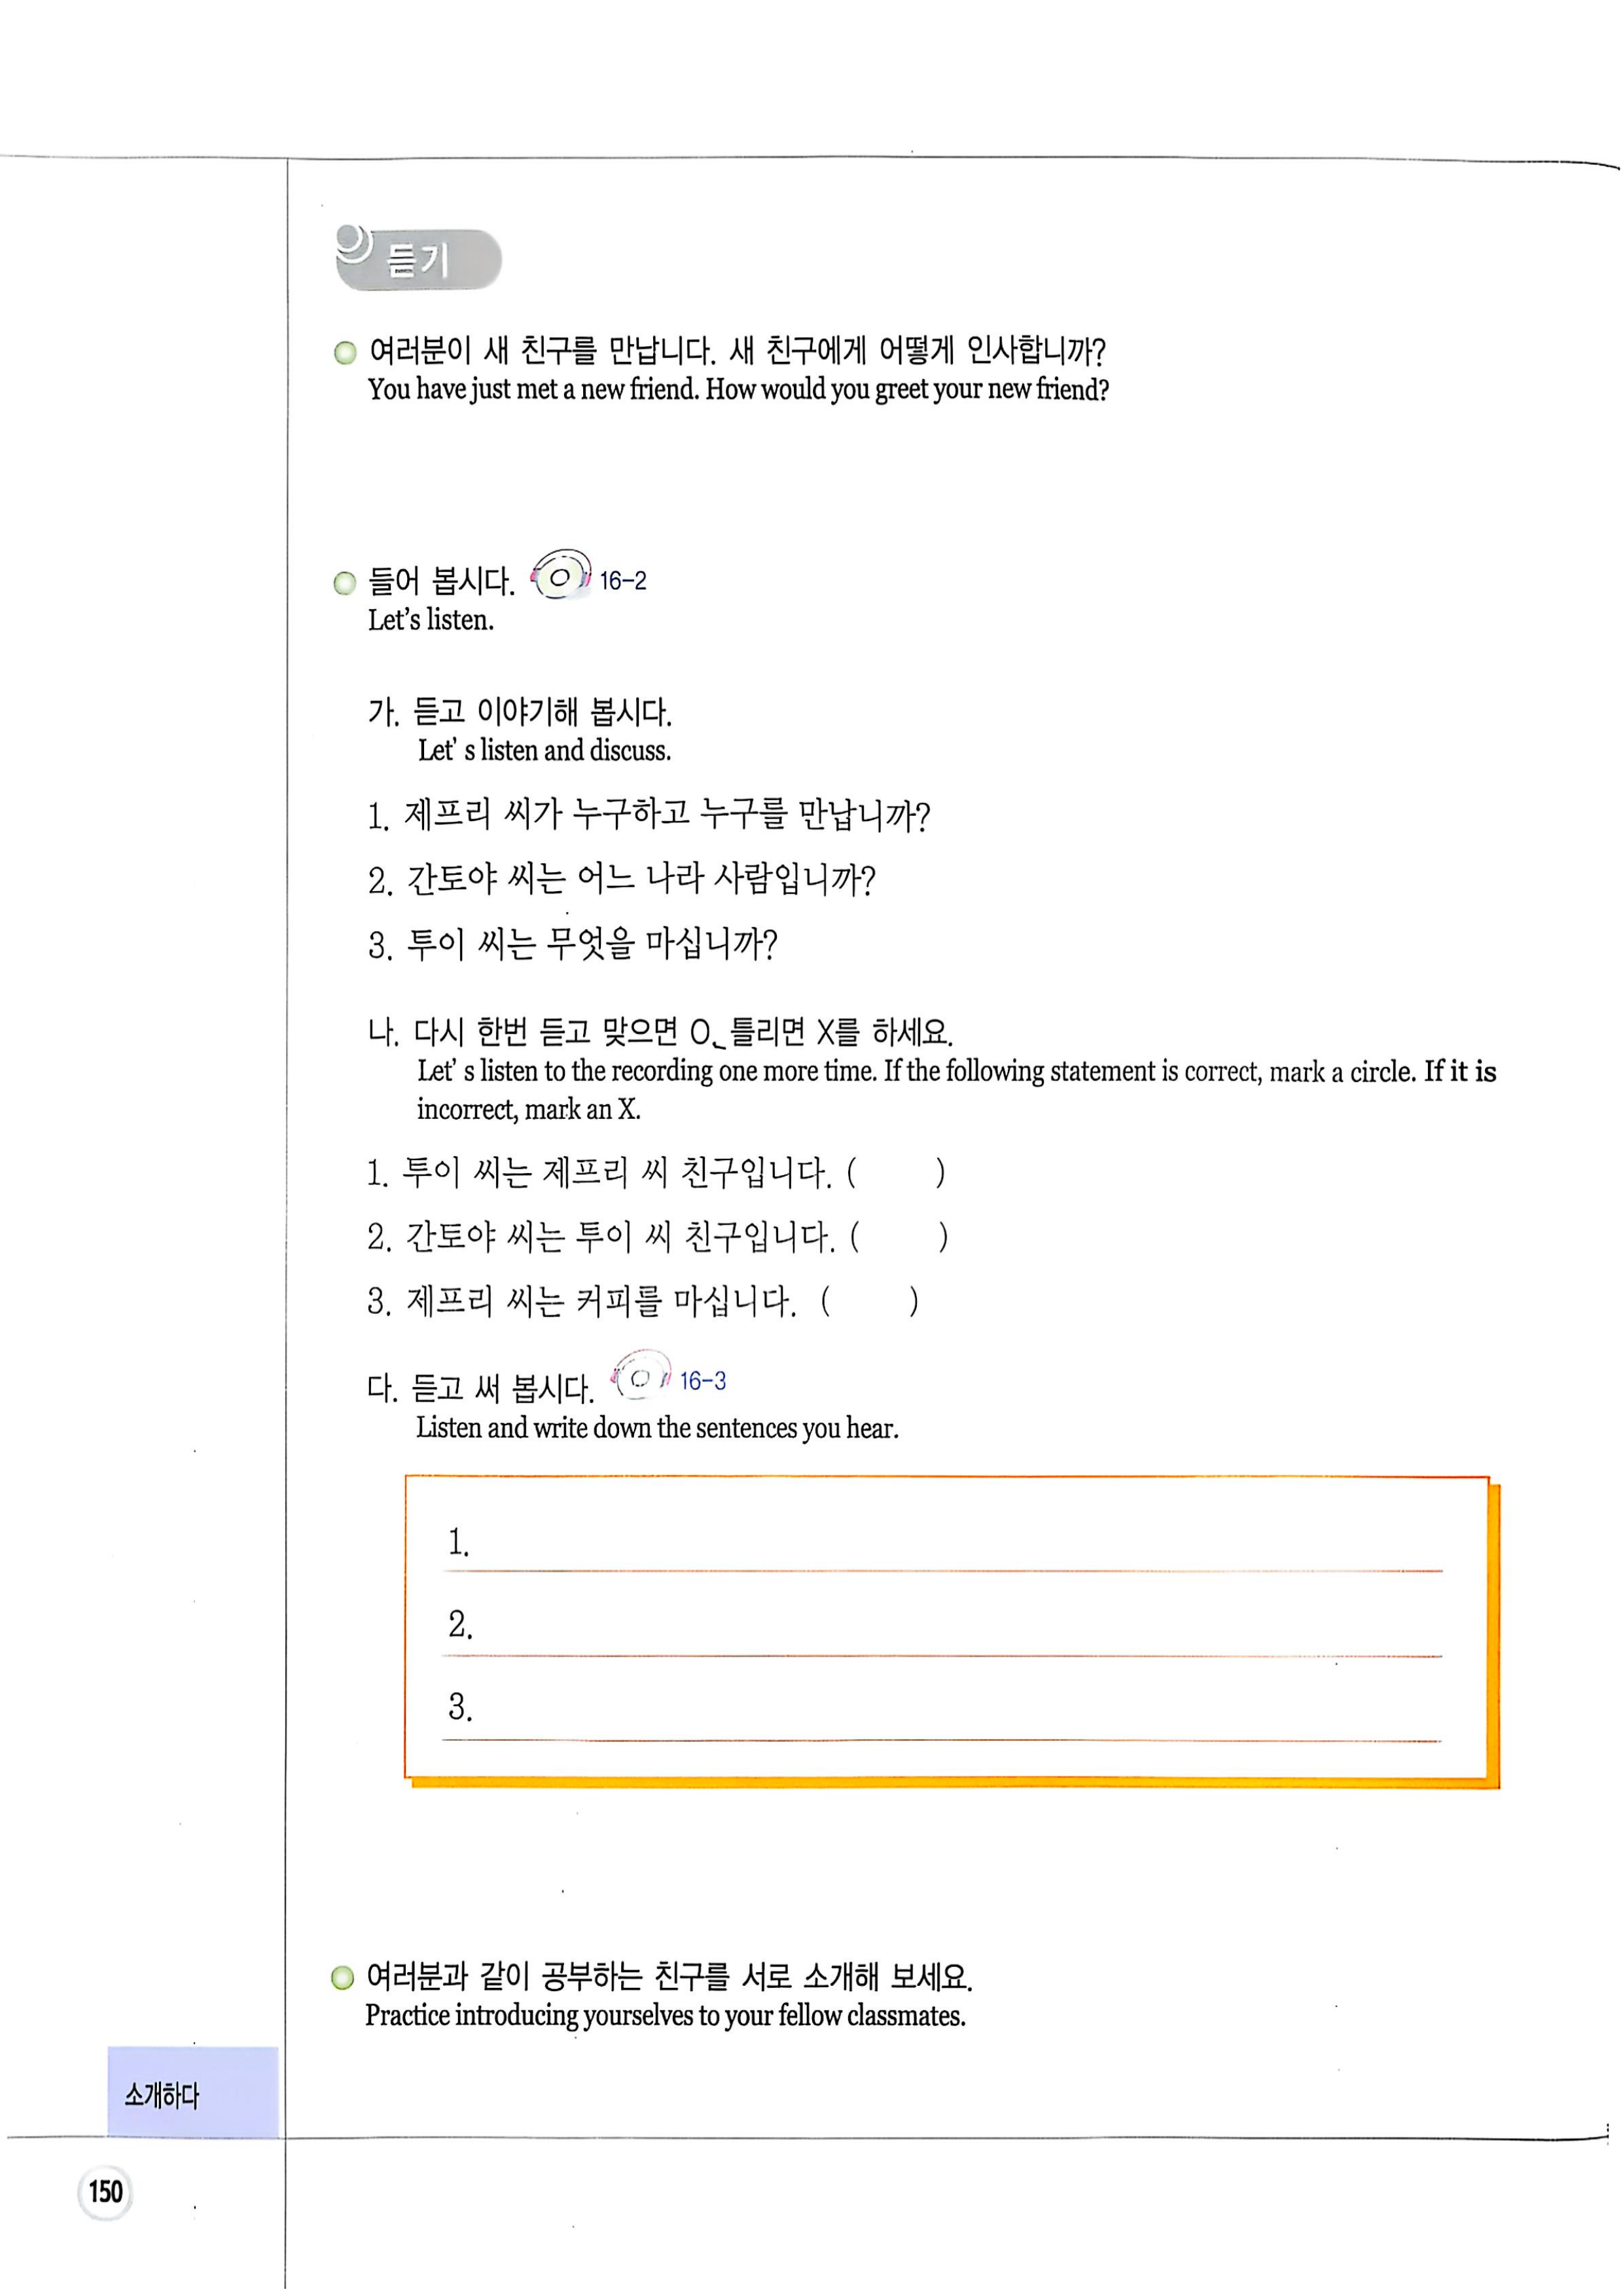 듣기
여러분이 새 친구를 만납니다. 새 친구에게 어떻게 인사합니까?
You have just met a new friend. How would you greet your new friend?
들어 봅시다. 16-2
Let's listen.
가. 듣고 이야기해 봅시다.
Let's listen and discuss.
1. 제프리 씨가 누구하고 누구를 만납니까?
2. 간토야 씨는 어느 나라 사람입니까?
3. 투이 씨는 무엇을 마십니까?
나. 다시 한번 듣고 맞으면 O, 틀리면 X를 하세요.
Let's listen to the recording one more time. If the following statement is correct, mark a circle. If it is
incorrect, mark an X.
1. 투이 씨는 제프리 씨 친구입니다. ( )
2. 간토야 씨는 투이 씨 친구입니다. ( )
3. 제프리 씨는 커피를 마십니다. ( )
다. 듣고 써 봅시다. 16-3
Listen and write down the sentences you hear.
1.
2.
3.
여러분과 같이 공부하는 친구를 서로 소개해 보세요.
Practice introducing yourselves to your fellow classmates.
소개하다
150